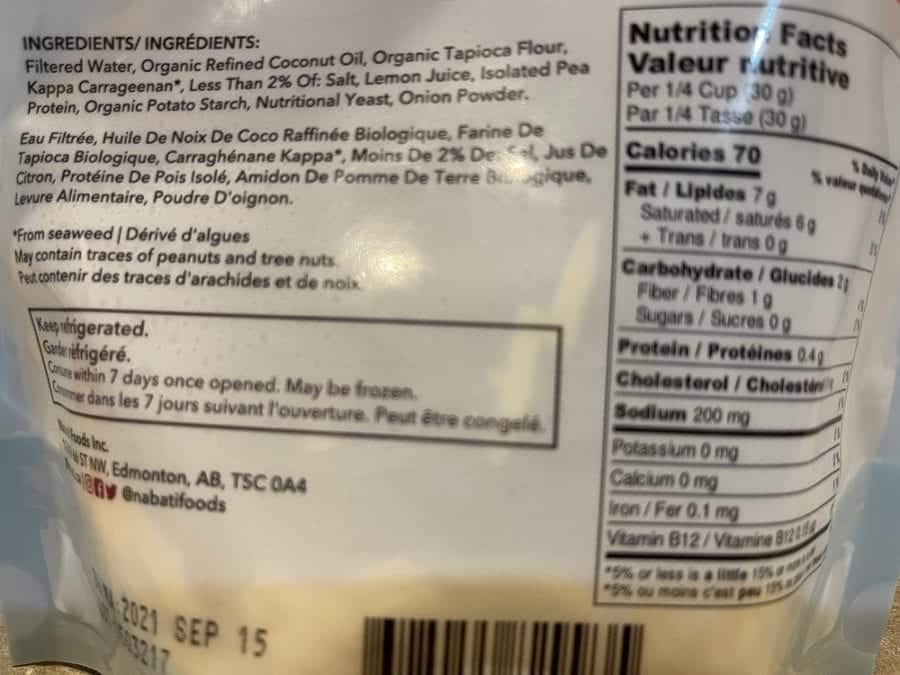 INGREDIENTS/ INGRÉDIENTS:
Filtered Water, Organic Refined Coconut Oil, Organic Tapioca Flour,
Kappa Carrageenan*, Less Than 2% Of: Salt, Lemon Juice, Isolated Pea
Protein, Organic Potato Starch, Nutritional Yeast, Onion Powder.
Eau Filtrée, Huile De Noix De Coco Raffinée Biologique, Farine De
Tapioca Biologique, Carraghénane Kappa*, Moins De 2% De: Sel, Jus De
Citron, Protéine De Pois Isolé, Amidon De Pomme De Terre Biologique,
Levure Alimentaire, Poudre D'oignon.
*From seaweed | Dérivé d'algues
May contain traces of peanuts and tree nuts.
Peut contenir des traces d'arachides et de noix
Keep refrigerated.
Garder réfrigéré.
Consume within 7 days once opened. May be frozen.
Consommer dans les 7 jours suivant l'ouverture. Peut être congelé.
Foods Inc.
ST NW, Edmonton, AB, T5C 0A4
@nabatifoods
2021 SEP 15
63217
Nutrition Facts
Valeur nutritive
Per 1/4 Cup (30 g)
Par 1/4 Tasse (30 g)
Calories 70
% Daily Value*
% valeur quotidienne
Fat / Lipides 7 g
Saturated / saturés 6 g
+ Trans / trans 0 g
Carbohydrate / Glucides 2 g
Fiber / Fibres 1 g
Sugars / Sucres 0 g
Protein / Protéines 0.4 g
Cholesterol / Cholestérol
Sodium 200 mg
Potassium 0 mg
Calcium 0 mg
Iron / Fer 0.1 mg
Vitamin B12 / Vitamine B12
*5% or less is a little 15% or
*5% ou moins c'est peu 15%